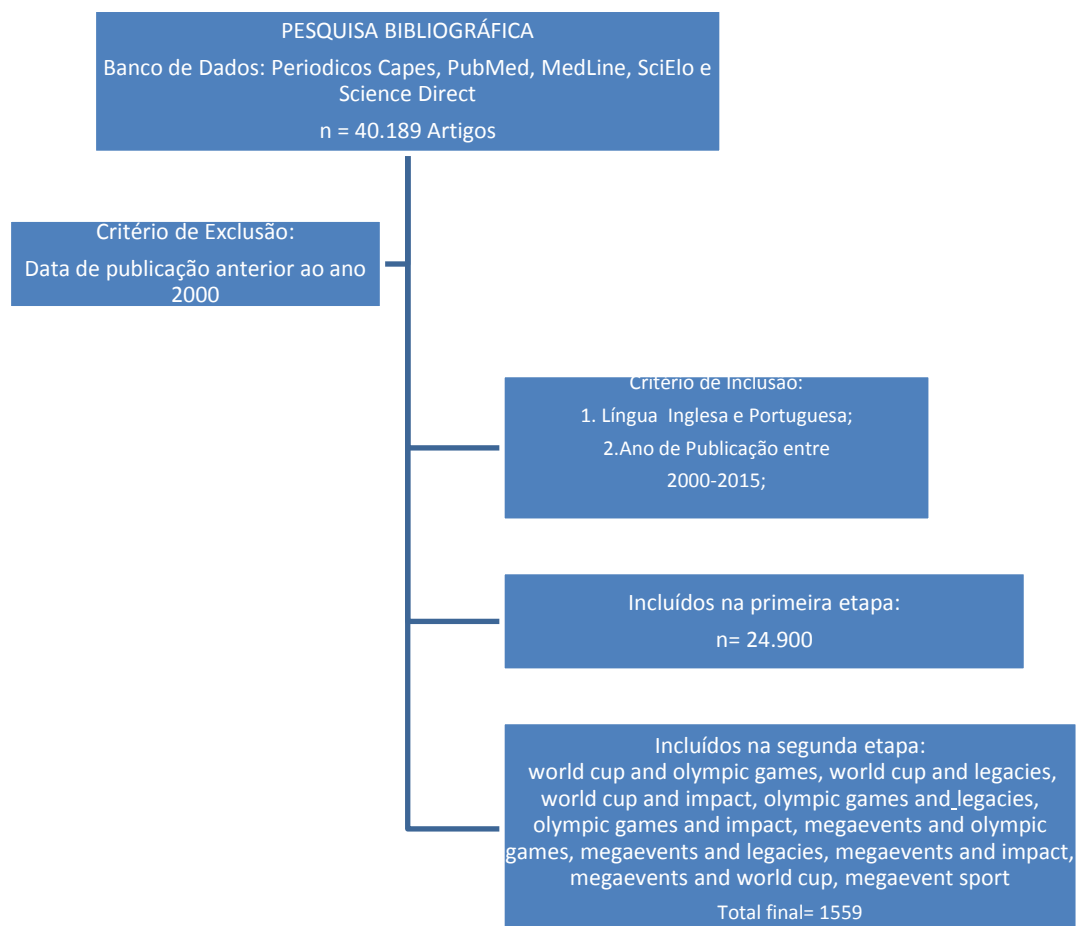 PESQUISA BIBLIOGRÁFICA
Banco de Dados: Periodicos Capes, PubMed, MedLine, SciElo e
Science Direct
n = 40.189 Artigos
Critério de Exclusão:
Data de publicação anterior ao ano
2000
Critério de Inclusão:
1. Língua Inglesa e Portuguesa;
2.Ano de Publicação entre
2000-2015;
Incluídos na primeira etapa:
n= 24.900
Incluídos na segunda etapa:
world cup and olympic games, world cup and legacies,
world cup and impact, olympic games and legacies,
olympic games and impact, megaevents and olympic
games, megaevents and legacies, megaevents and impact,
megaevents and world cup, megaevent sport
Total final= 1559